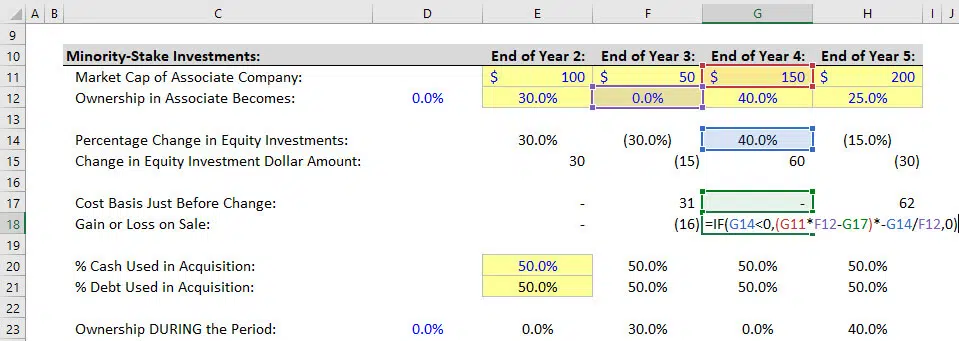 A B C D E F G H I J
9
10 Minority-Stake Investments: End of Year 2: End of Year 3: End of Year 4: End of Year 5:
11 Market Cap of Associate Company: $ 100 $ 50 $ 150 $ 200
12 Ownership in Associate Becomes: 0.0% 30.0% 0.0% 40.0% 25.0%
13
14 Percentage Change in Equity Investments: 30.0% (30.0%) 40.0% (15.0%)
15 Change in Equity Investment Dollar Amount: 30 (15) 60 (30)
16
17 Cost Basis Just Before Change: - 31 - 62
18 Gain or Loss on Sale: - (16) =IF(G14<0,(G11*F12-G17)*-G14/F12,0)
19
20 % Cash Used in Acquisition: 50.0% 50.0% 50.0% 50.0%
21 % Debt Used in Acquisition: 50.0% 50.0% 50.0% 50.0%
22
23 Ownership DURING the Period: 0.0% 0.0% 30.0% 0.0% 40.0%